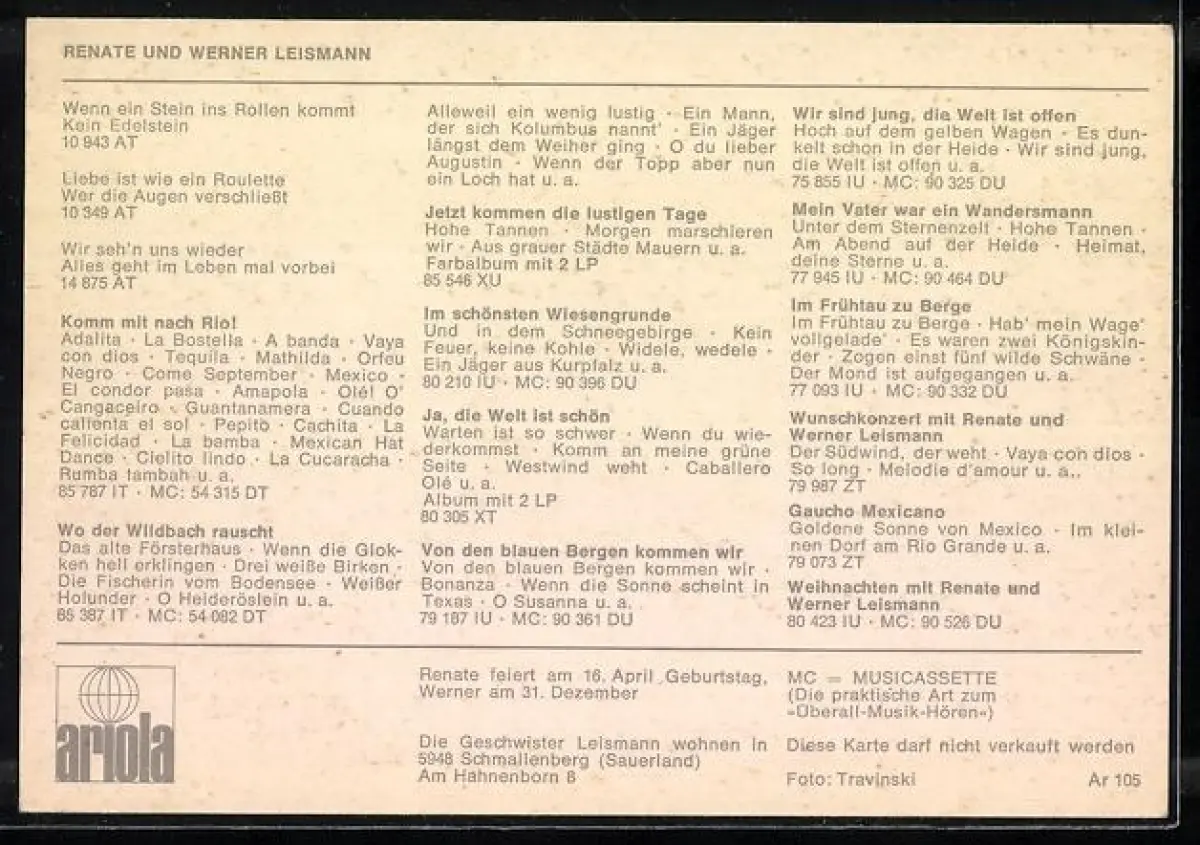 RENATE UND WERNER LEISMANN
Wenn ein Stein ins Rollen kommt
Kein Edelstein
10 943 AT
Liebe ist wie ein Roulette
Wer die Augen verschließt
10 349 AT
Wir seh'n uns wieder
Alles geht im Leben mal vorbei
14 875 AT
Komm mit nach Rio!
Adalita · La Bostella · A banda · Vaya
con dios · Tequila · Mathilda · Orfeu
Negro · Come September · Mexico ·
El condor pasa · Amapola · Olé! O'
Cangaceiro · Guantanamera · Cuando
calienta el sol · Pepito · Cachita · La
Felicidad · La bamba · Mexican Hat
Dance · Cielito lindo · La Cucaracha ·
Rumba tambah u. a.
85 787 IT · MC: 54 315 DT
Wo der Wildbach rauscht
Das alte Försterhaus · Wenn die Glok-
ken hell erklingen · Drei weiße Birken ·
Die Fischerin vom Bodensee · Weißer
Holunder · O Heideröslein u. a.
86 387 IT · MC: 54 082 DT
Alleweil ein wenig lustig · Ein Mann,
der sich Kolumbus nannt' · Ein Jäger
längst dem Weiher ging · O du lieber
Augustin · Wenn der Topp aber nun
ein Loch hat u. a.
Jetzt kommen die lustigen Tage
Hohe Tannen · Morgen marschieren
wir · Aus grauer Städte Mauern u. a.
Farbalbum mit 2 LP
85 546 XU
Im schönsten Wiesengrunde
Und in dem Schneegebirge · Kein
Feuer, keine Kohle · Widele, wedele ·
Ein Jäger aus Kurpfalz u. a.
80 210 IU · MC: 90 396 DU
Ja, die Welt ist schön
Warten ist so schwer · Wenn du wie-
derkommst · Komm an meine grüne
Seite · Westwind weht · Caballero
Olé u. a.
Album mit 2 LP
80 305 XT
Von den blauen Bergen kommen wir
Von den blauen Bergen kommen wir ·
Bonanza · Wenn die Sonne scheint in
Texas · O Susanna u. a.
79 187 IU · MC: 90 361 DU
Wir sind jung, die Welt ist offen
Hoch auf dem gelben Wagen · Es dun-
kelt schon in der Heide · Wir sind jung,
die Welt ist offen u. a.
75 855 IU · MC: 90 325 DU
Mein Vater war ein Wandersmann
Unter dem Sternenzelt · Hohe Tannen ·
Am Abend auf der Heide · Heimat,
deine Sterne u. a.
77 945 IU · MC: 90 464 DU
Im Frühtau zu Berge
Im Frühtau zu Berge · Hab' mein Wage'
vollgelade' · Es waren zwei Königskin-
der · Zogen einst fünf wilde Schwäne ·
Der Mond ist aufgegangen u. a.
77 093 IU · MC: 90 332 DU
Wunschkonzert mit Renate und
Werner Leismann
Der Südwind, der weht · Vaya con dios ·
So long · Melodie d'amour u. a.
79 987 ZT
Gaucho Mexicano
Goldene Sonne von Mexico · Im klei-
nen Dorf am Rio Grande u. a.
79 073 ZT
Weihnachten mit Renate und
Werner Leismann
80 423 IU · MC: 90 526 DU
ariola
Renate feiert am 16. April Geburtstag,
Werner am 31. Dezember
Die Geschwister Leismann wohnen in
5948 Schmallenberg (Sauerland)
Am Hahnenborn 8
MC = MUSICASSETTE
(Die praktische Art zum
»Überall-Musik-Hören«)
Diese Karte darf nicht verkauft werden
Foto: Travinski
Ar 105